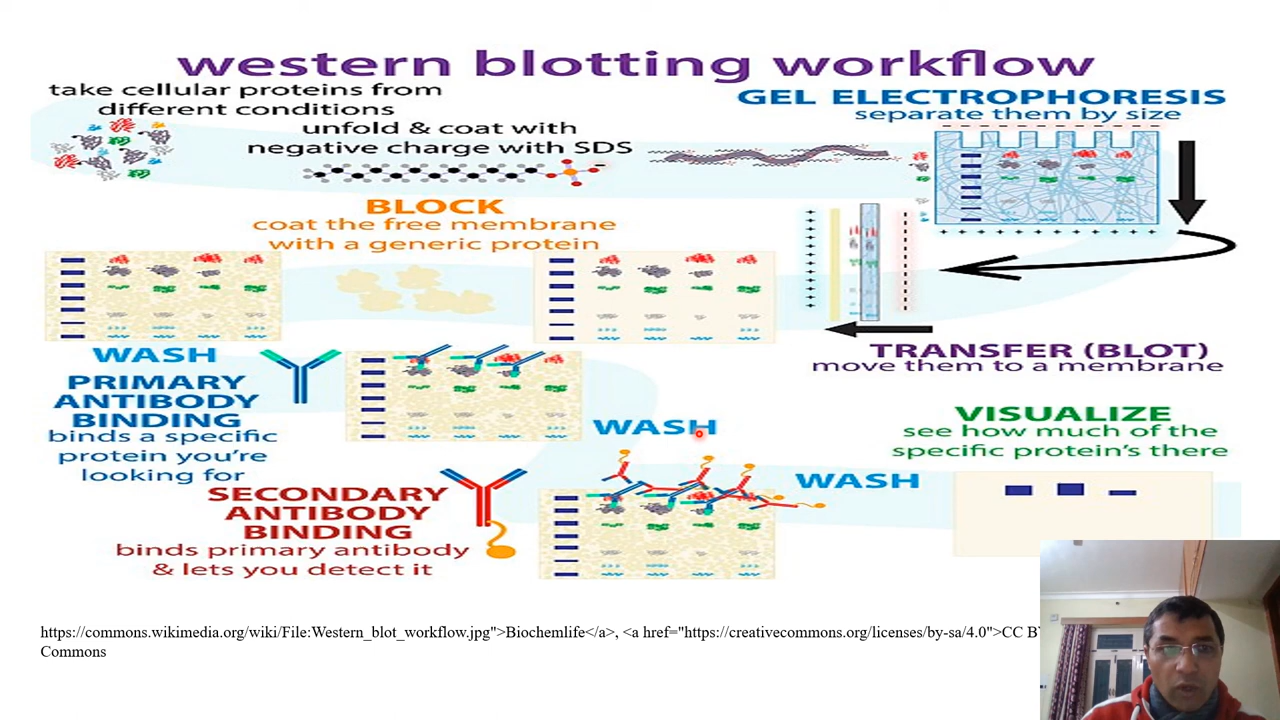 western blotting workflow
take cellular proteins from
different conditions
unfold & coat with
negative charge with SDS
GEL ELECTROPHORESIS
separate them by size
BLOCK
coat the free membrane
with a generic protein
TRANSFER (BLOT)
move them to a membrane
WASH
PRIMARY
ANTIBODY
BINDING
binds a specific
protein you're
looking for
WASH
SECONDARY
ANTIBODY
BINDING
binds primary antibody
& lets you detect it
WASH
VISUALIZE
see how much of the
specific protein's there
https://commons.wikimedia.org/wiki/File:Western_blot_workflow.jpg">Biochemlife</a>, <a href="https://creativecommons.org/licenses/by-sa/4.0">CC
Commons